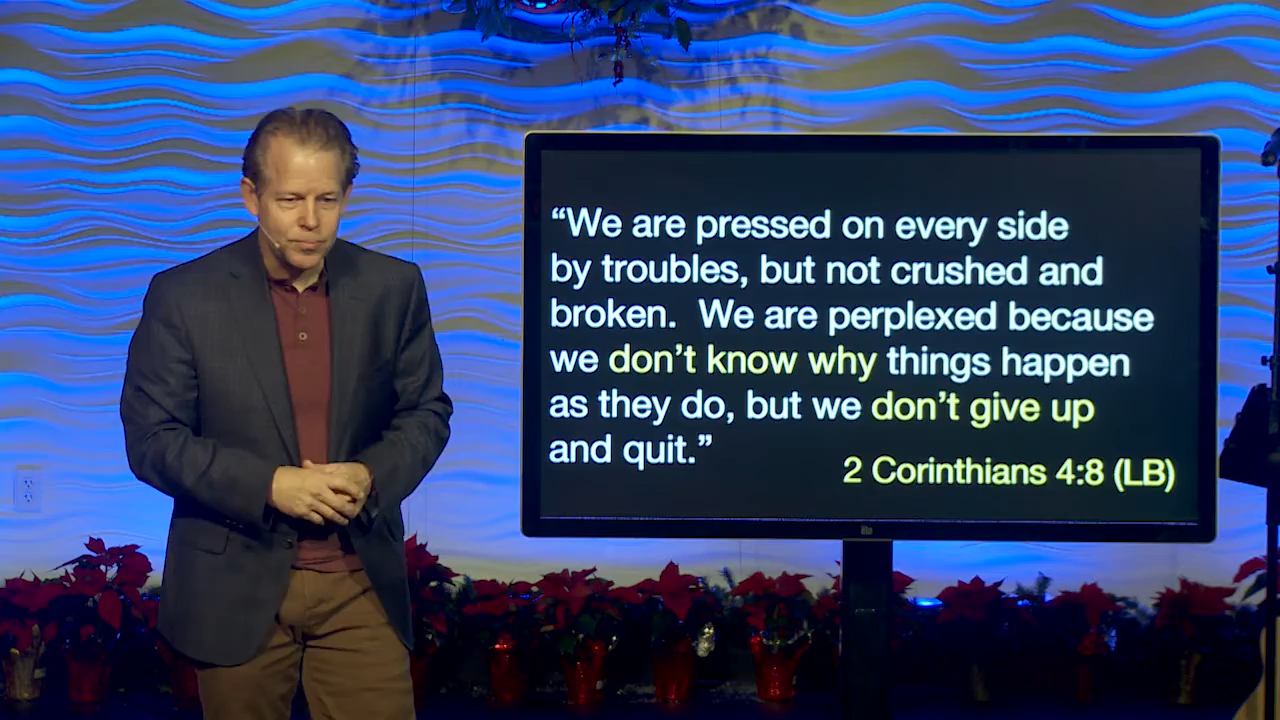 “We are pressed on every side
by troubles, but not crushed and
broken.  We are perplexed because
we don’t know why things happen
as they do, but we don’t give up
and quit.”
2 Corinthians 4:8 (LB)